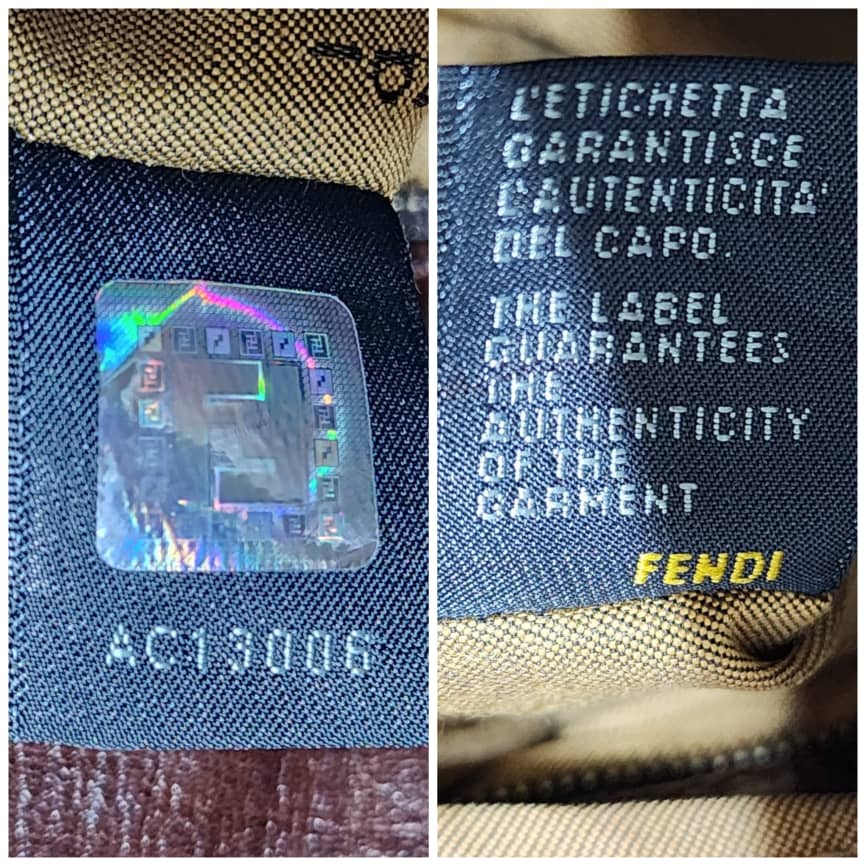 AC13006
L'ETICHETTA
GARANTISCE
L'AUTENTICITA'
DEL CAPO.
THE LABEL
GUARANTEES
THE
AUTHENTICITY
OF THE
GARMENT
FENDI